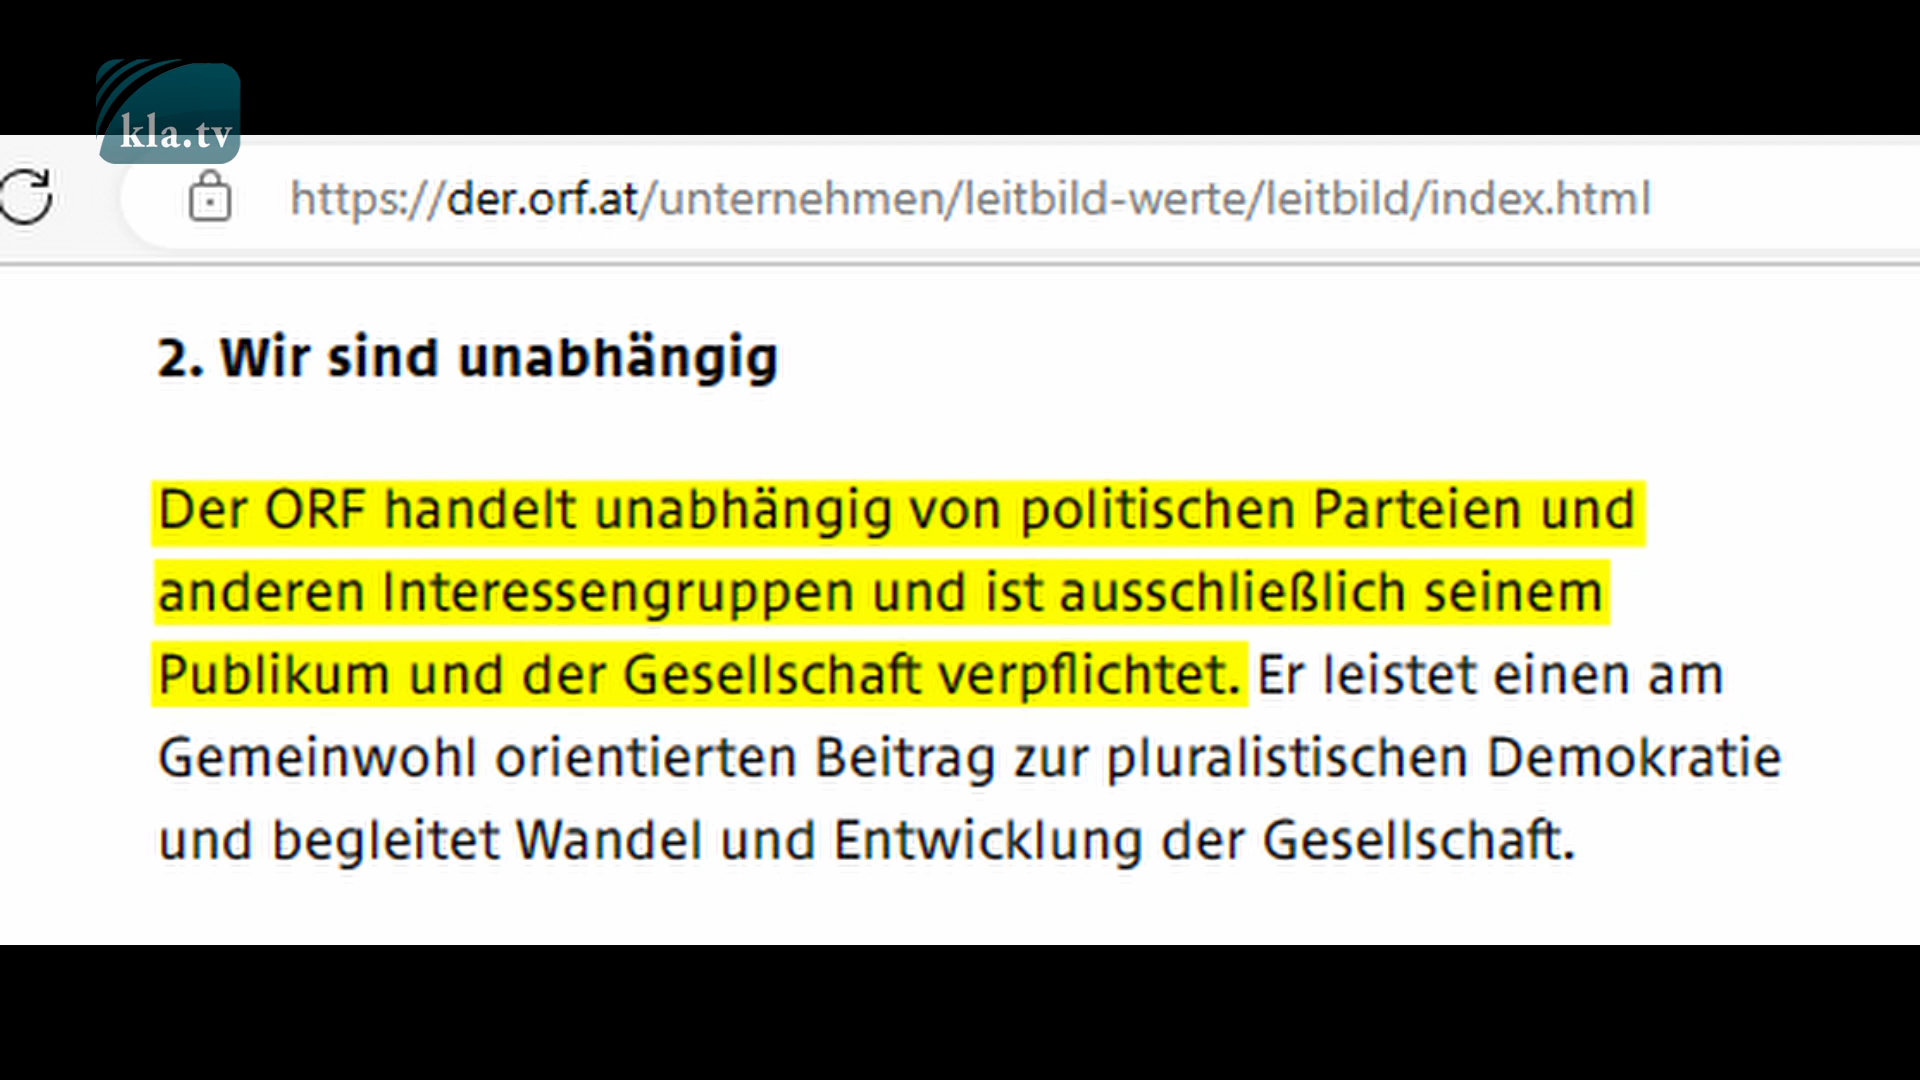 kla.tv
https://der.orf.at/unternehmen/leitbild-werte/leitbild/index.html
2. Wir sind unabhängig
Der ORF handelt unabhängig von politischen Parteien und
anderen Interessengruppen und ist ausschließlich seinem
Publikum und der Gesellschaft verpflichtet. Er leistet einen am
Gemeinwohl orientierten Beitrag zur pluralistischen Demokratie
und begleitet Wandel und Entwicklung der Gesellschaft.